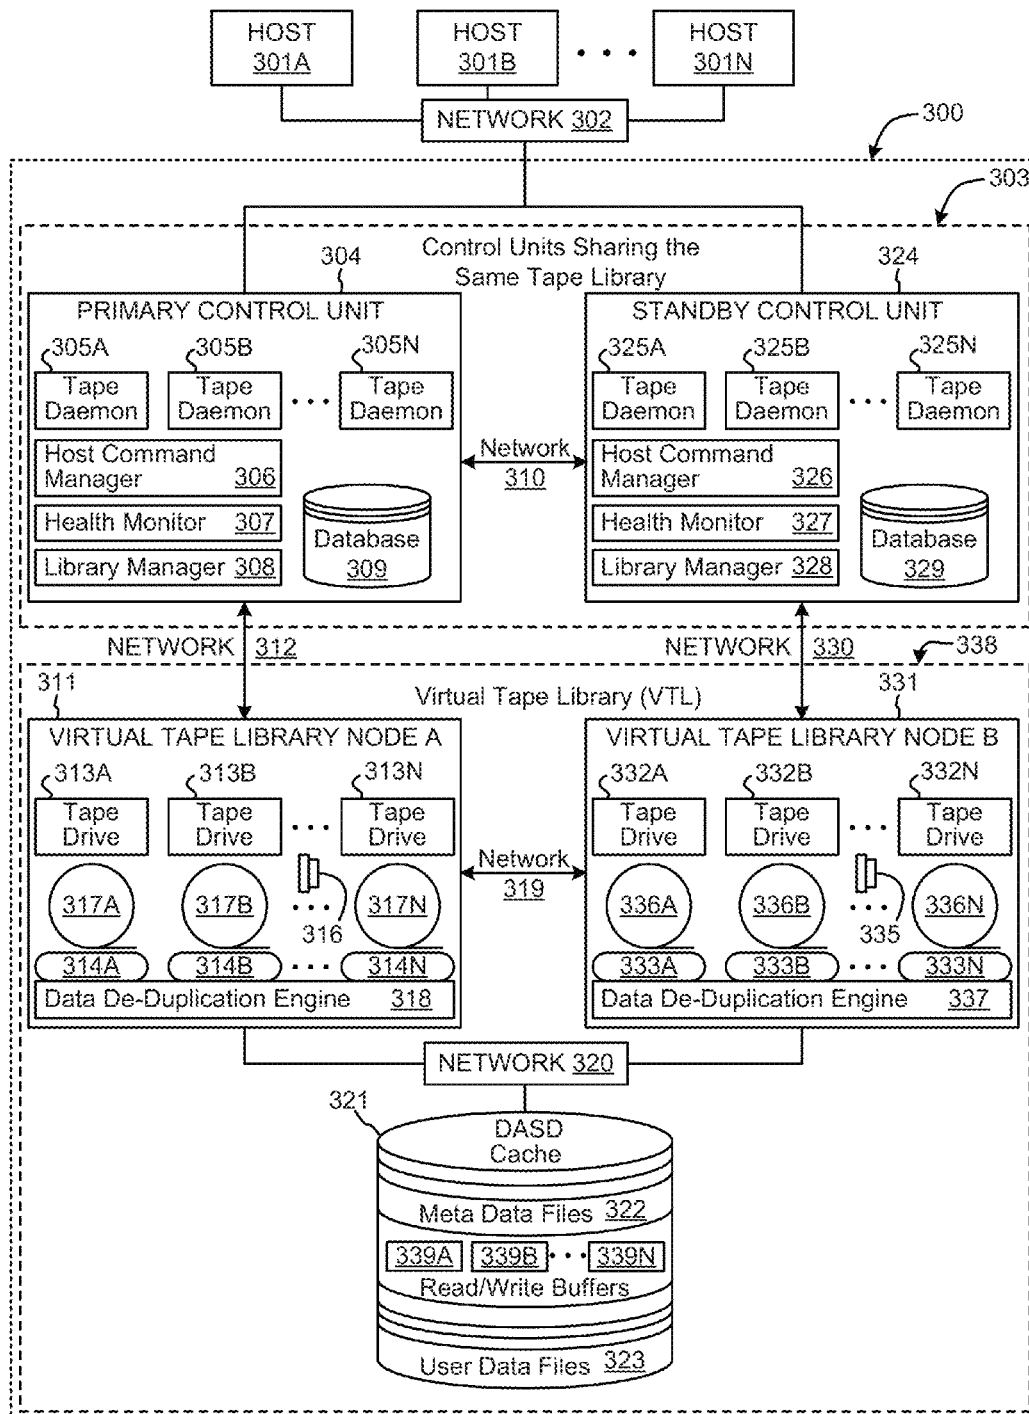 HOST
301A
HOST
301B
HOST
301N
NETWORK 302
300
303
Control Units Sharing the
Same Tape Library
304
324
PRIMARY CONTROL UNIT
305A
305B
305N
Tape
Daemon
Tape
Daemon
Tape
Daemon
Host Command
Manager 306
Health Monitor 307
Library Manager 308
Database
309
Network
310
STANDBY CONTROL UNIT
325A
325B
325N
Tape
Daemon
Tape
Daemon
Tape
Daemon
Host Command
Manager 326
Health Monitor 327
Library Manager 328
Database
329
NETWORK 312
NETWORK 330
338
311
Virtual Tape Library (VTL)
331
VIRTUAL TAPE LIBRARY NODE A
313A
313B
313N
Tape
Drive
Tape
Drive
Tape
Drive
317A
317B
316
317N
314A
314B
314N
Data De-Duplication Engine 318
Network
319
VIRTUAL TAPE LIBRARY NODE B
332A
332B
332N
Tape
Drive
Tape
Drive
Tape
Drive
336A
336B
335
336N
333A
333B
333N
Data De-Duplication Engine 337
NETWORK 320
321
DASD
Cache
Meta Data Files 322
339A 339B 339N
Read/Write Buffers
User Data Files 323